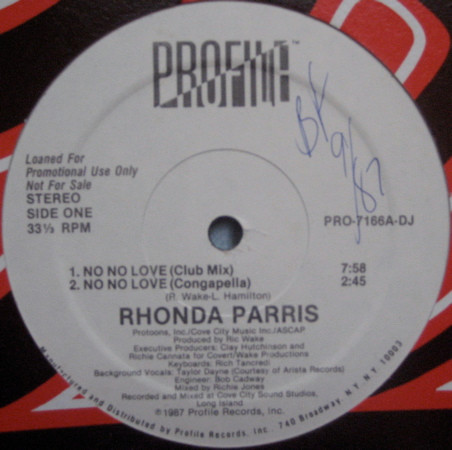 PROFILE™
BY 9/87
Loaned For
Promotional Use Only
Not For Sale
STEREO
SIDE ONE
33⅓ RPM
PRO-7166A-DJ
1. NO NO LOVE (Club Mix) 7:58
2. NO NO LOVE (Congapella) 2:45
(R. Wake-L. Hamilton)
RHONDA PARRIS
Protoons, Inc./Cove City Music Inc./ASCAP
Produced by Ric Wake
Executive Producers: Clay Hutchinson and
Richie Cannata for Covert/Wake Productions
Keyboards: Rich Tancredi
Background Vocals: Taylor Dayne (Courtesy of Arista Records)
Engineer: Bob Cadway
Mixed by Richie Jones
Recorded and Mixed at Cove City Sound Studios,
Long Island.
℗1987 Profile Records, Inc.
Manufactured and Distributed by Profile Records, Inc., 740 Broadway, N.Y. N.Y. 10003